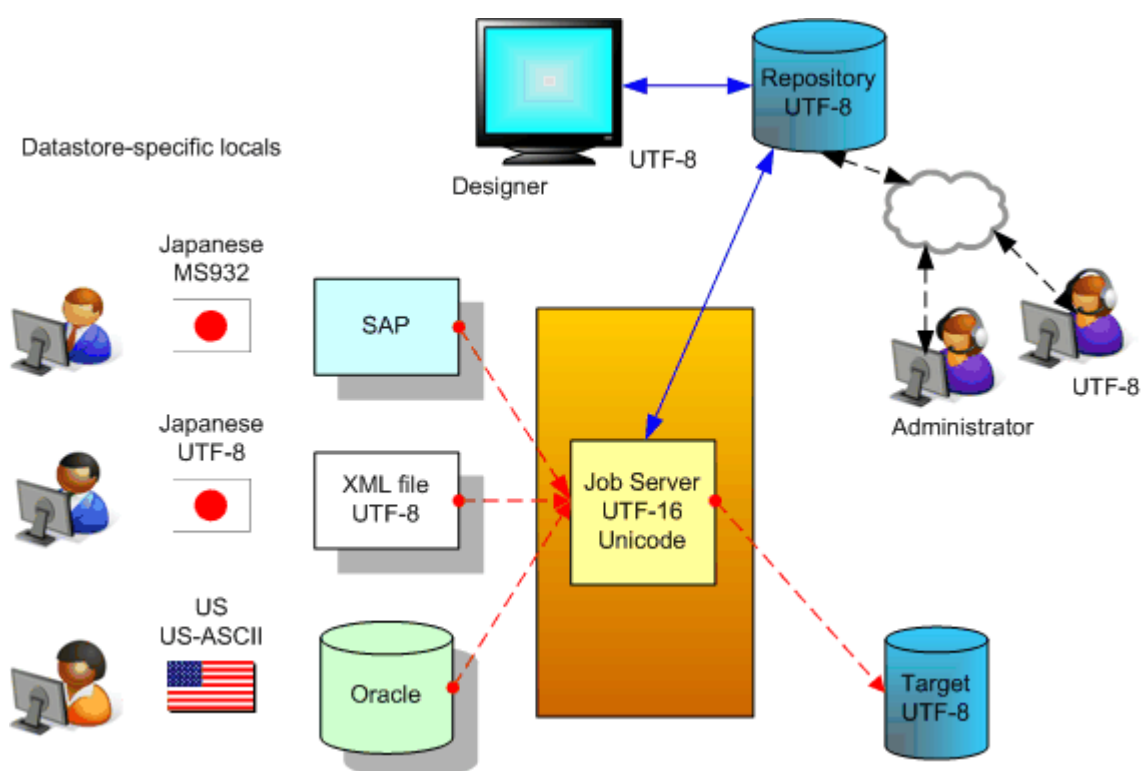 Repository
UTF-8
UTF-8
Designer
Datastore-specific locals
Japanese
MS932
SAP
UTF-8
Administrator
Japanese
UTF-8
XML file
UTF-8
Job Server
UTF-16
Unicode
US
US-ASCII
Oracle
Target
UTF-8